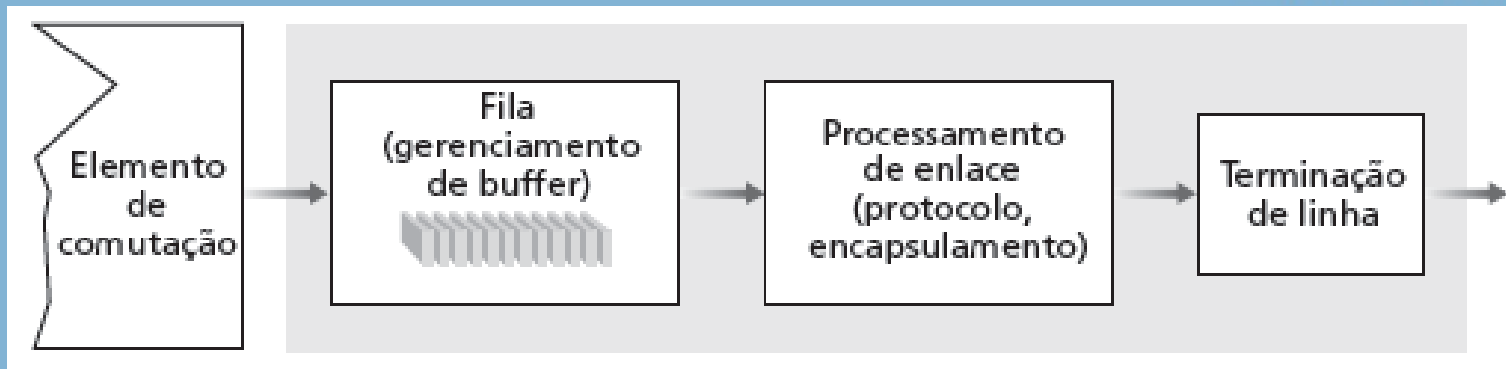 Elemento
de
comutação
Fila
(gerenciamento
de buffer)
Processamento
de enlace
(protocolo,
encapsulamento)
Terminação
de linha